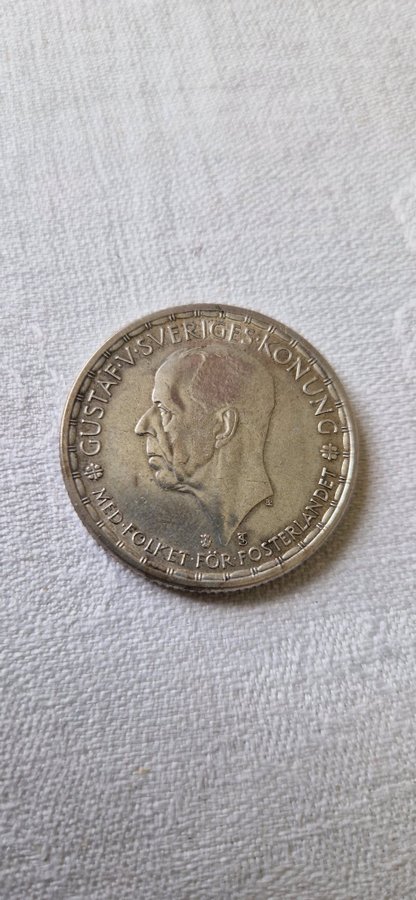 GUSTAF·V·SVERIGES·KONUNG
MED·FOLKET·FÖR·FOSTERLANDET